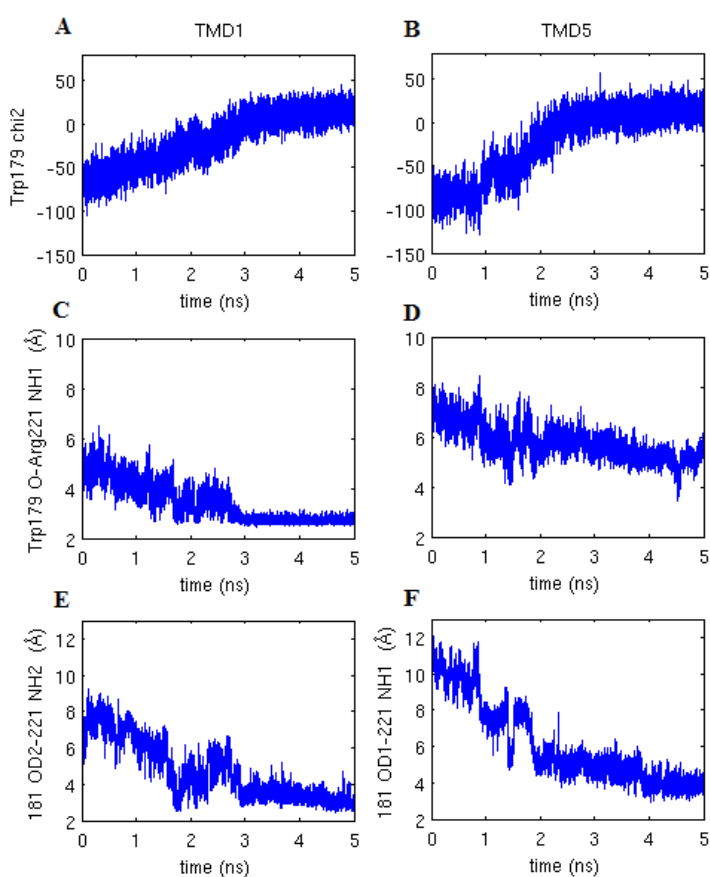 A TMD1 B TMD5
Trp179 chi2
50
0
-50
-100
-150
0 1 2 3 4 5
time (ns)
50
0
-50
-100
-150
0 1 2 3 4 5
time (ns)
C
Trp179 O-Arg221 NH1 (Å)
10
8
6
4
2
0 1 2 3 4 5
time (ns)
D
10
8
6
4
2
0 1 2 3 4 5
time (ns)
E
181 OD2-221 NH2 (Å)
12
10
8
6
4
2
0 1 2 3 4 5
time (ns)
F
181 OD1-221 NH1 (Å)
12
10
8
6
4
2
0 1 2 3 4 5
time (ns)